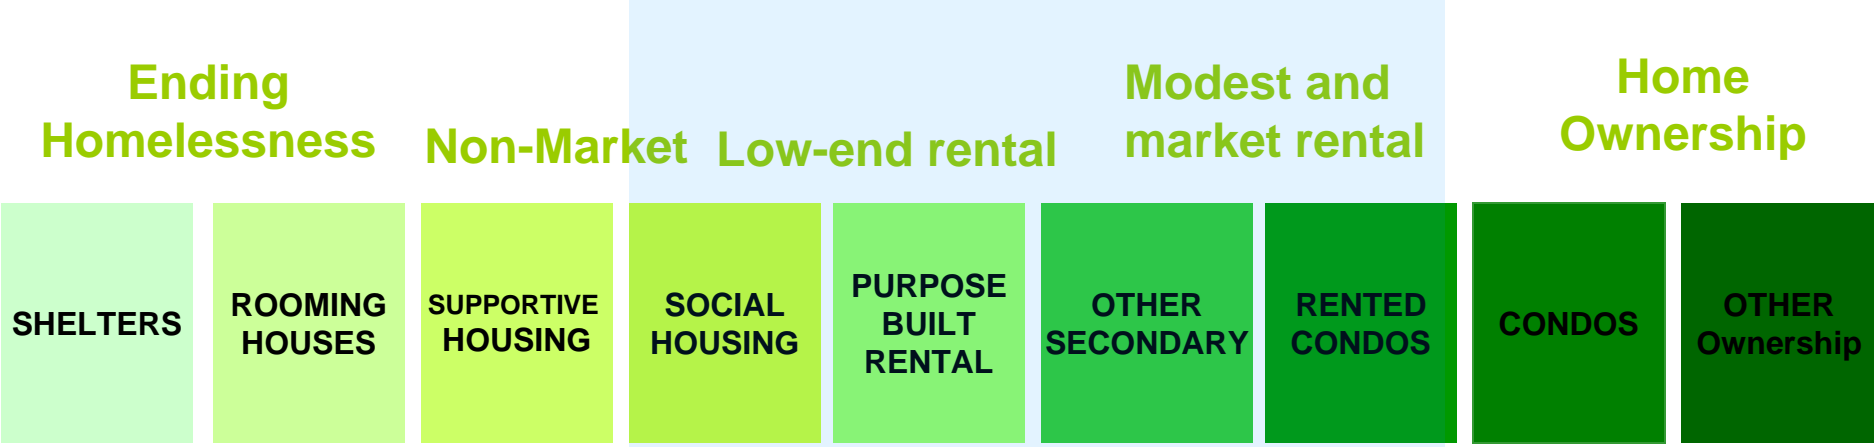 Ending
Homelessness
Non-Market
Low-end rental
Modest and
market rental
Home
Ownership
SHELTERS
ROOMING
HOUSES
SUPPORTIVE
HOUSING
SOCIAL
HOUSING
PURPOSE
BUILT
RENTAL
OTHER
SECONDARY
RENTED
CONDOS
CONDOS
OTHER
Ownership